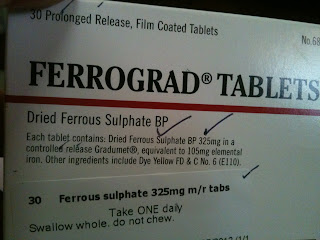 30 Prolonged Release, Film Coated Tablets
No.68
FERROGRAD® TABLETS
Dried Ferrous Sulphate BP
Each tablet contains: Dried Ferrous Sulphate BP 325mg in a
controlled release Gradumet®, equivalent to 105mg elemental
iron. Other ingredients include Dye Yellow FD & C No. 6 (E110).
30 Ferrous sulphate 325mg m/r tabs
Take ONE daily
Swallow whole. do not chew.